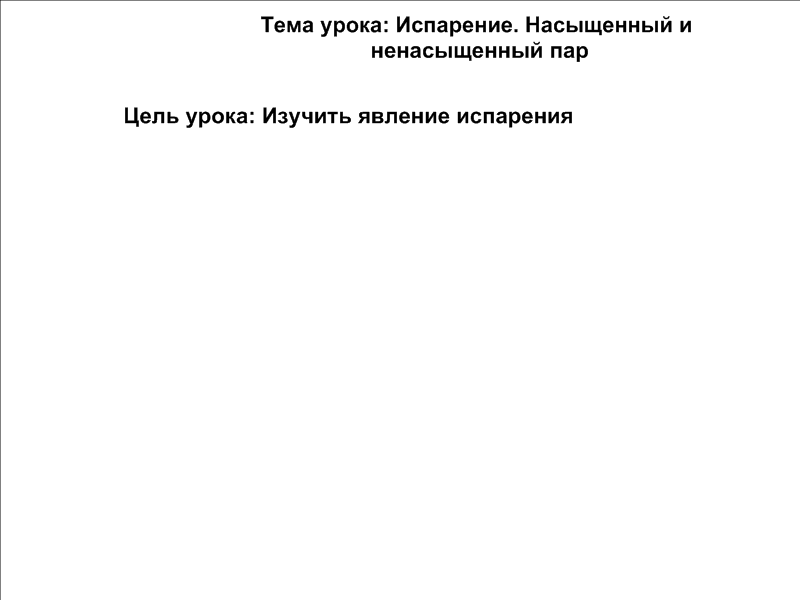 Тема урока: Испарение. Насыщенный и
ненасыщенный пар
Цель урока: Изучить явление испарения